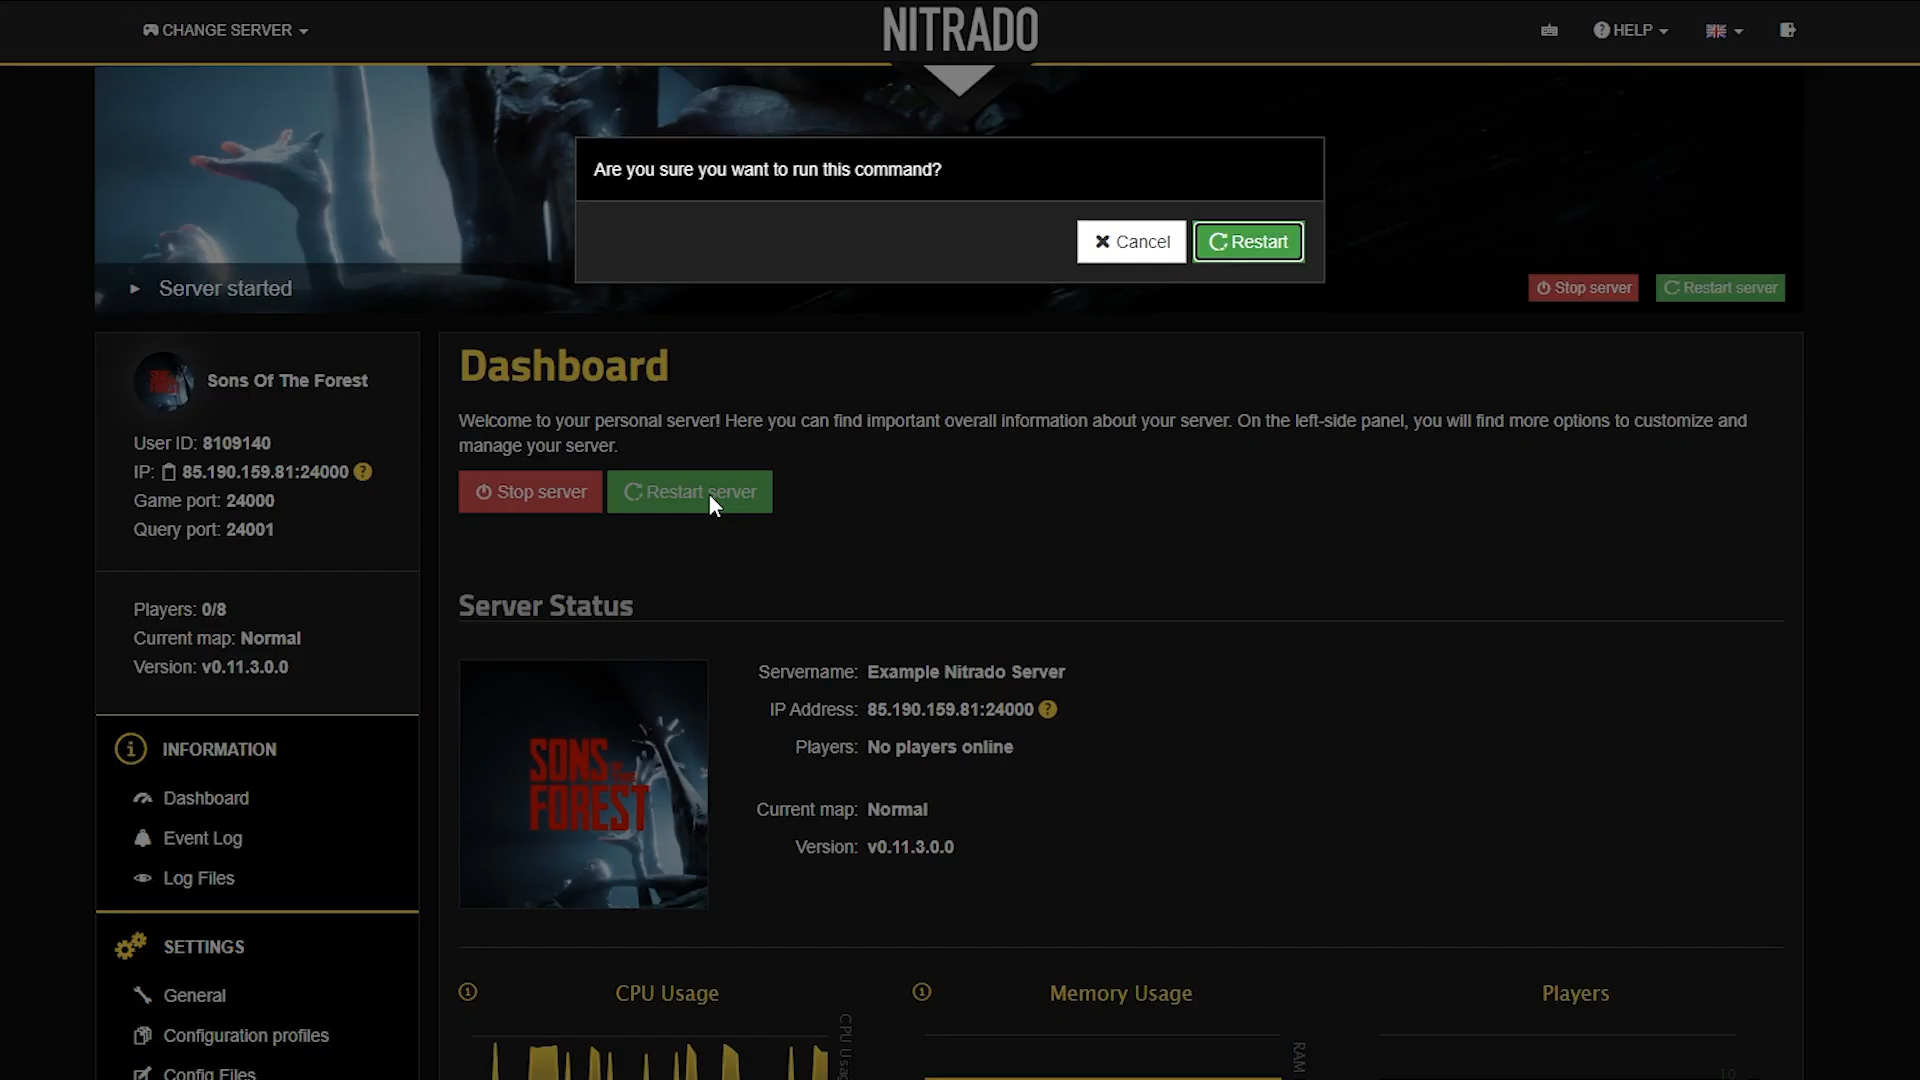 CHANGE SERVER
NITRADO
HELP
Are you sure you want to run this command?
Cancel
Restart
Server started
Stop server
Restart server
Sons Of The Forest
User ID: 8109140
IP: 85.190.159.81:24000 ?
Game port: 24000
Query port: 24001
Players: 0/8
Current map: Normal
Version: v0.11.3.0.0
INFORMATION
Dashboard
Event Log
Log Files
SETTINGS
General
Configuration profiles
Config Files
Dashboard
Welcome to your personal server! Here you can find important overall information about your server. On the left-side panel, you will find more options to customize and
manage your server.
Stop server
Restart server
Server Status
SONS
OF THE
FOREST
Servername: Example Nitrado Server
IP Address: 85.190.159.81:24000 ?
Players: No players online
Current map: Normal
Version: v0.11.3.0.0
CPU Usage
CPU Usag
Memory Usage
RAM
Players
10